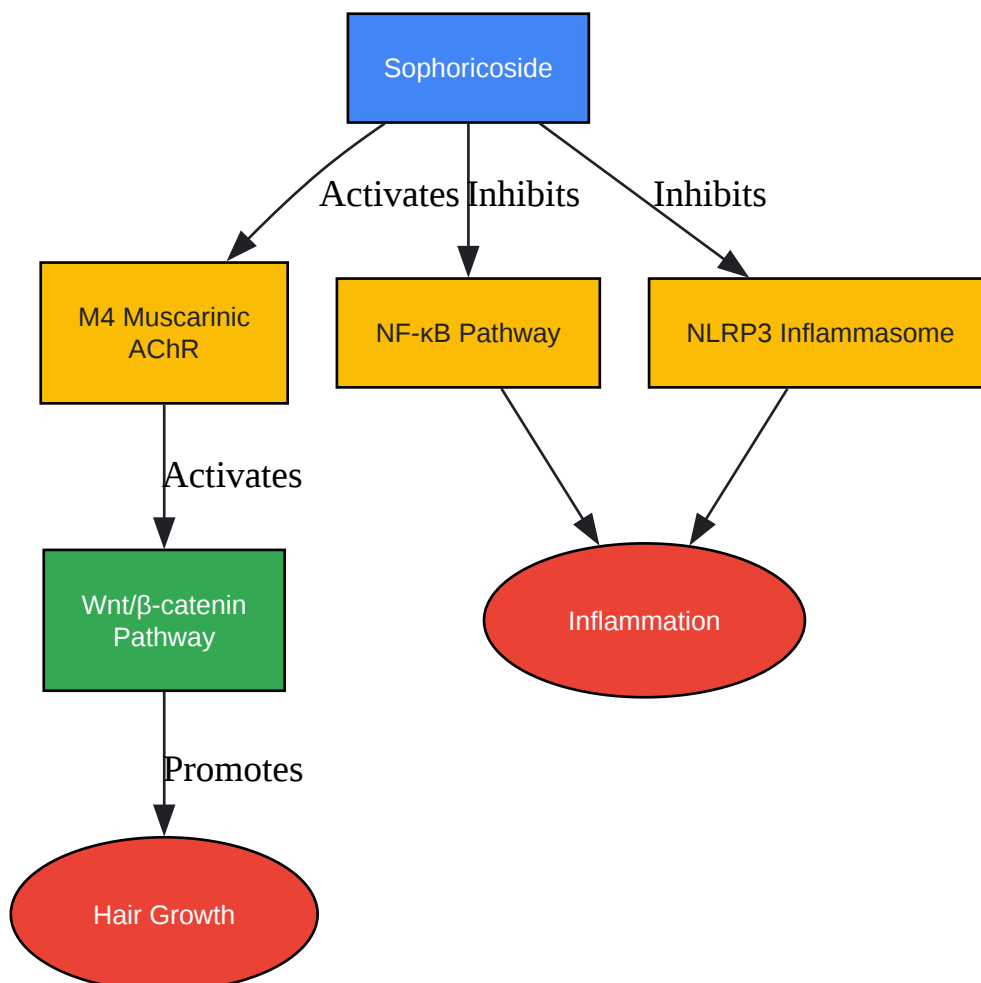 Sophoricoside
Activates
Inhibits
Inhibits
M4 Muscarinic
AChR
NF-κB Pathway
NLRP3 Inflammasome
Activates
Wnt/β-catenin
Pathway
Inflammation
Promotes
Hair Growth